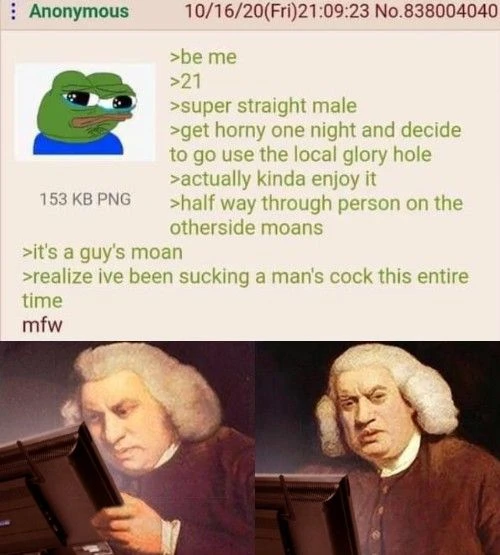 Anonymous 10/16/20(Fri)21:09:23 No.838004040
>be me
>21
>super straight male
>get horny one night and decide
to go use the local glory hole
>actually kinda enjoy it
153 KB PNG
>half way through person on the
otherside moans
>it's a guy's moan
>realize ive been sucking a man's cock this entire
time
mfw